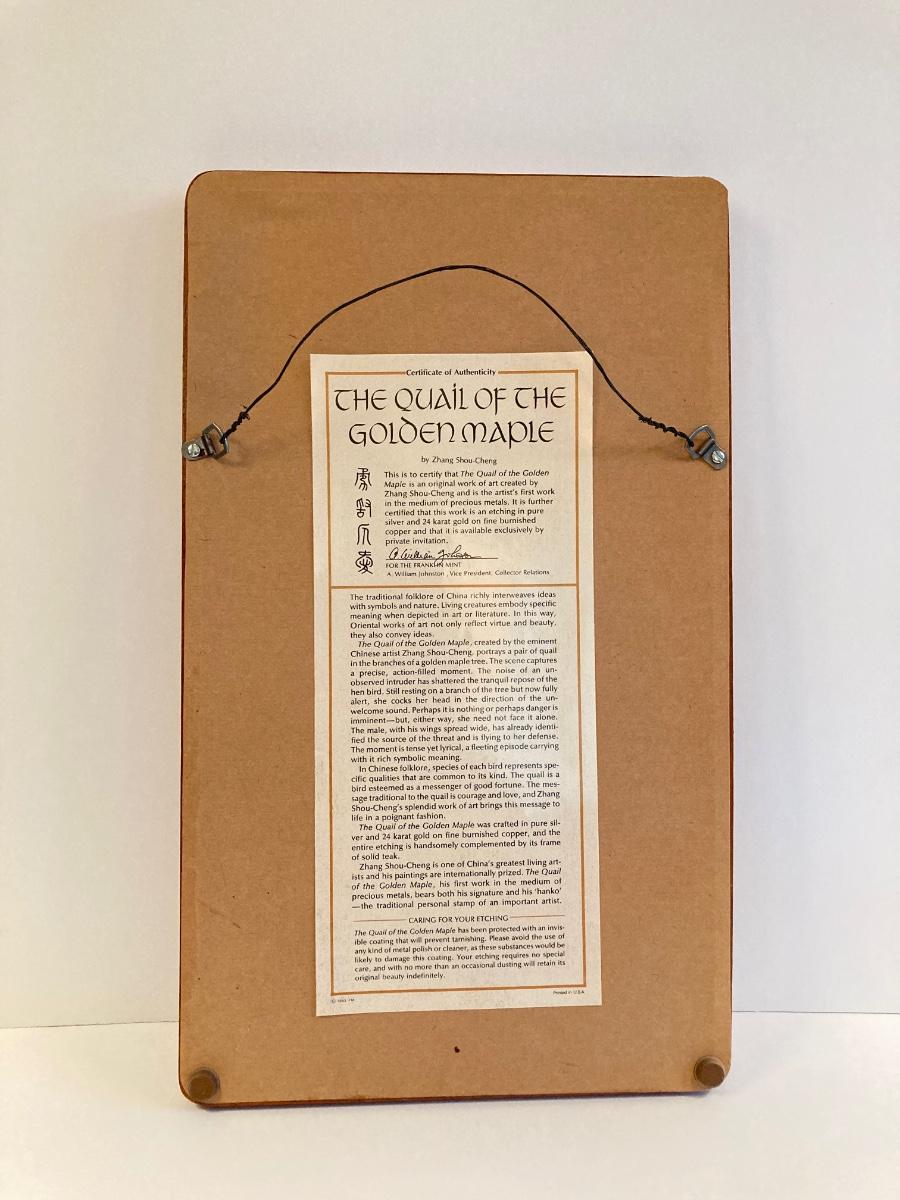 Certificate of Authenticity
THE QUAIL OF THE
GOLDEN MAPLE
by Zhang Shou-Cheng
This is to certify that The Quail of the Golden
Maple is an original work of art created by
Zhang Shou-Cheng and is the artist's first work
in the medium of precious metals. It is further
certified that this work is an etching in pure
silver and 24 karat gold on fine burnished
copper and that it is available exclusively by
private invitation.
A. William Johnston
FOR THE FRANKLIN MINT
A. William Johnston, Vice President, Collector Relations
The traditional folklore of China richly interweaves ideas
with symbols and nature. Living creatures embody specific
meaning when depicted in art or literature. In this way,
Oriental works of art not only reflect virtue and beauty,
they also convey ideas.
The Quail of the Golden Maple, created by the eminent
Chinese artist Zhang Shou-Cheng, portrays a pair of quail
in the branches of a golden maple tree. The scene captures
a precise, action-filled moment. The noise of an un-
observed intruder has shattered the tranquil repose of the
hen bird. Still resting on a branch of the tree but now fully
alert, she cocks her head in the direction of the un-
welcome sound. Perhaps it is nothing or perhaps danger is
imminent—but, either way, she need not face it alone.
The male, with his wings spread wide, has already identi-
fied the source of the threat and is flying to her defense.
The moment is tense yet lyrical, a fleeting episode carrying
with it rich symbolic meaning.
In Chinese folklore, species of each bird represents spe-
cific qualities that are common to its kind. The quail is a
bird esteemed as a messenger of good fortune. The mes-
sage traditional to the quail is courage and love, and Zhang
Shou-Cheng's splendid work of art brings this message to
life in a poignant fashion.
The Quail of the Golden Maple was crafted in pure sil-
ver and 24 karat gold on fine burnished copper, and the
entire etching is handsomely complemented by its frame
of solid teak.
Zhang Shou-Cheng is one of China's greatest living art-
ists and his paintings are internationally prized. The Quail
of the Golden Maple, his first work in the medium of
precious metals, bears both his signature and his 'hanko'
—the traditional personal stamp of an important artist.
CARING FOR YOUR ETCHING
The Quail of the Golden Maple has been protected with an invis-
ible coating that will prevent tarnishing. Please avoid the use of
any kind of metal polish or cleaner, as these substances would be
likely to damage this coating. Your etching requires no special
care, and with no more than an occasional dusting will retain its
original beauty indefinitely.
Printed in U.S.A.